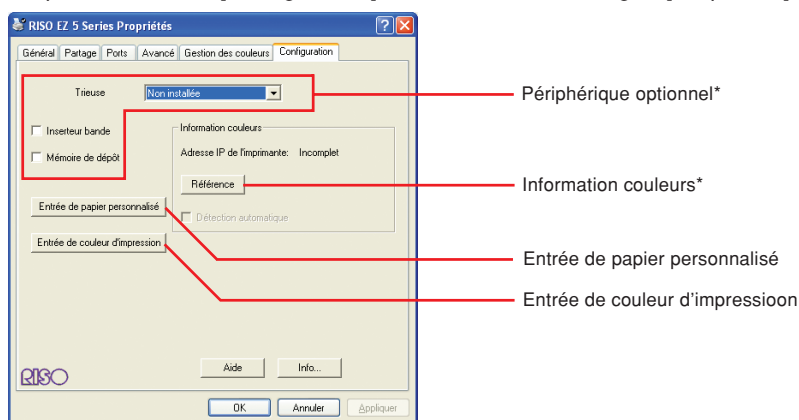 RISO EZ 5 Series Propriétés
Général Partage Ports Avancé Gestion des couleurs Configuration
Trieuse Non installée
Périphérique optionnel*
Inserteur bande
Mémoire de dépôt
Information couleurs
Adresse IP de l'imprimante: Incomplet
Référence
Information couleurs*
Détection automatique
Entrée de papier personnalisé
Entrée de papier personnalisé
Entrée de couleur d'impression
Entrée de couleur d'impressioon
RISO
Aide Info...
OK Annuler Appliquer